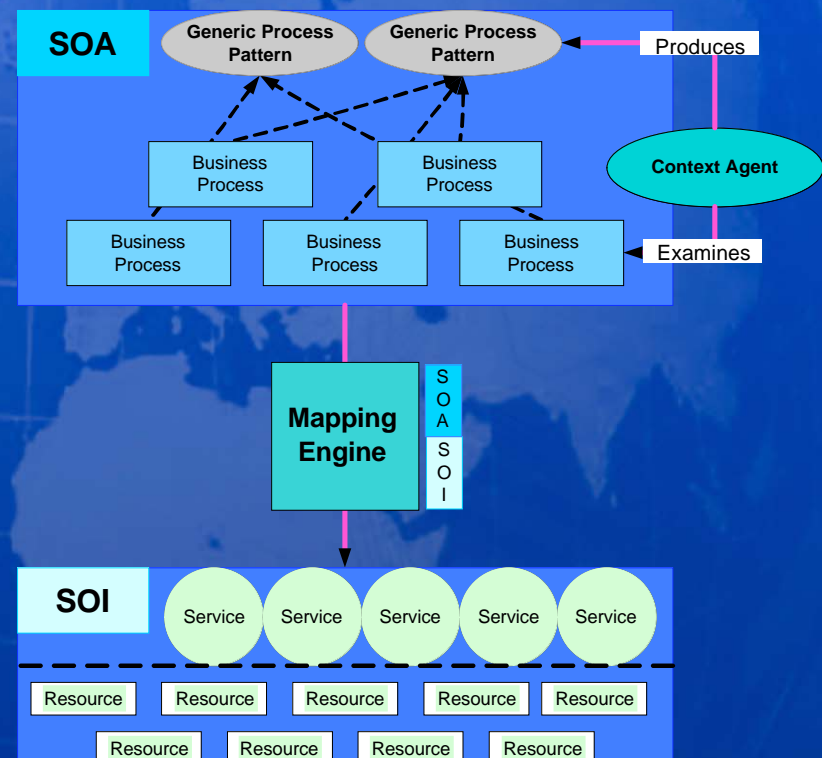 SOA
Generic Process
Pattern
Generic Process
Pattern
Produces
Business
Process
Business
Process
Context Agent
Business
Process
Business
Process
Business
Process
Examines
Mapping
Engine
S
O
A
S
O
I
SOI
Service
Service
Service
Service
Service
Resource
Resource
Resource
Resource
Resource
Resource
Resource
Resource
Resource